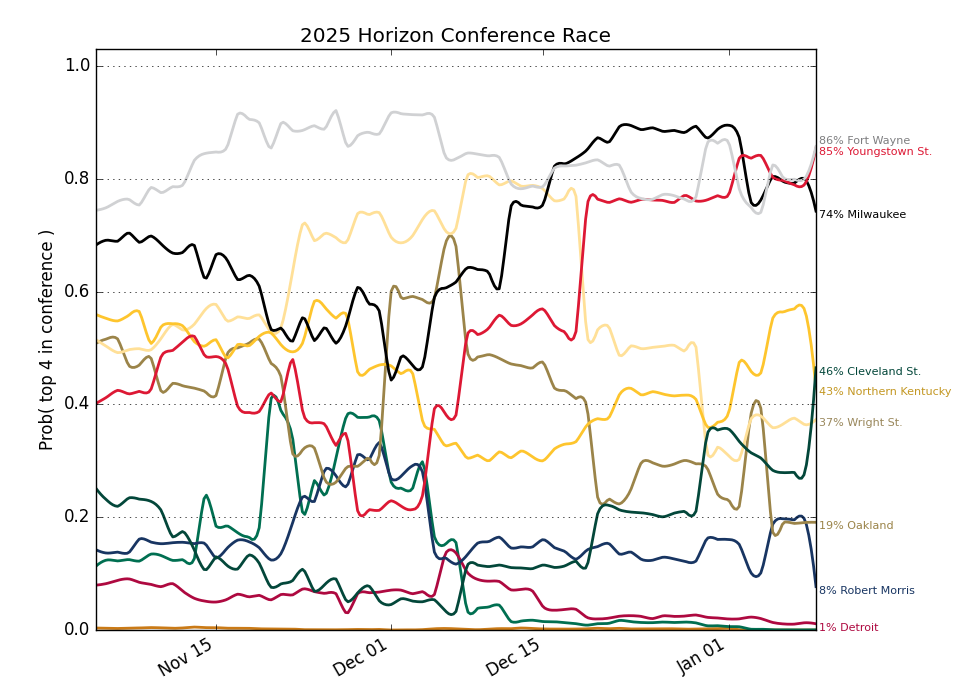 2025 Horizon Conference Race
Prob( top 4 in conference )
1.0
0.8
0.6
0.4
0.2
0.0
Nov 15
Dec 01
Dec 15
Jan 01
86% Fort Wayne
85% Youngstown St.
74% Milwaukee
46% Cleveland St.
43% Northern Kentucky
37% Wright St.
19% Oakland
8% Robert Morris
1% Detroit